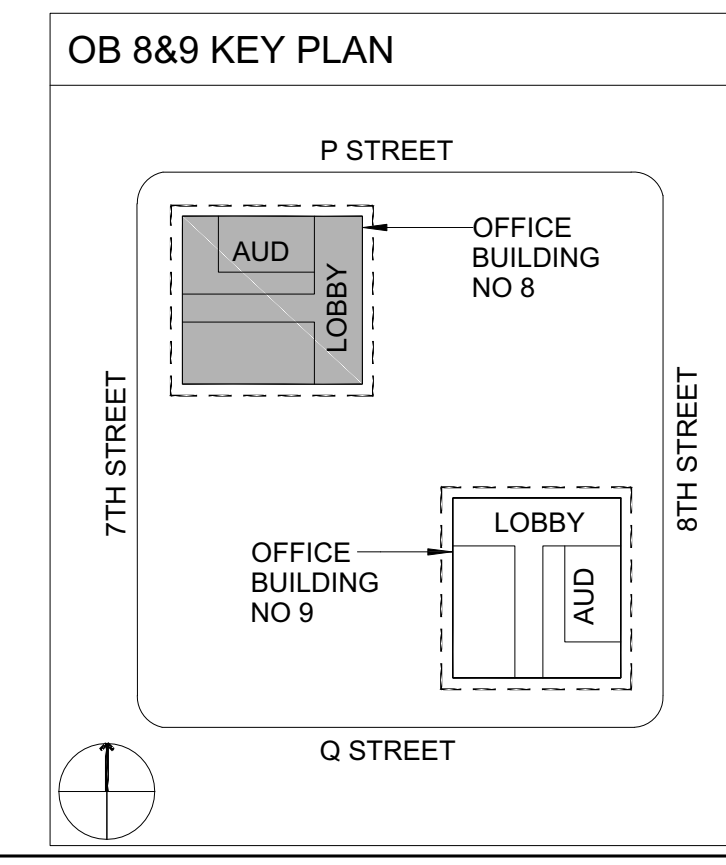 OB 8&9 KEY PLAN
P STREET
AUD
LOBBY
OFFICE
BUILDING
NO 8
7TH STREET
8TH STREET
LOBBY
AUD
OFFICE
BUILDING
NO 9
Q STREET